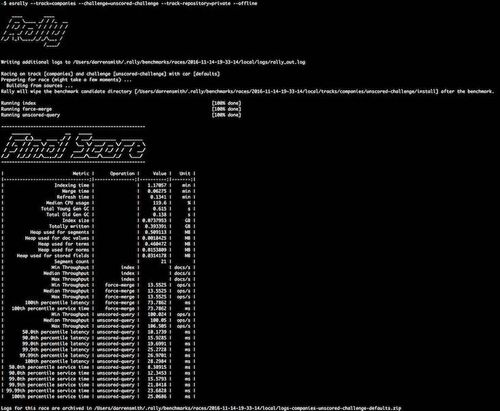 $ esrally --track=companies --challenge=unscored-challenge --track-repository=private --offline
Rally
Writing additional logs to /Users/darrensmith/.rally/benchmarks/races/2016-11-14-19-33-14/local/logs/rally_out.log
Racing on track [companies] and challenge [unscored-challenge] with car [defaults]
Preparing for race (might take a few moments) ...
Building from sources ...
Rally will wipe the benchmark candidate directory [/Users/darrensmith/.rally/benchmarks/races/2016-11-14-19-33-14/local/tracks/companies/unscored-challenge/install] after the benchmark.
Running index [100% done]
Running force-merge [100% done]
Running unscored-query [100% done]
Final Score
| Metric | Operation | Value | Unit |
| Indexing time | | 1.17057 | min |
| Merge time | | 0.06275 | min |
| Refresh time | | 0.1341 | min |
| Median CPU usage | | 119.6 | % |
| Total Young Gen GC | | 0.615 | s |
| Total Old Gen GC | | 0.138 | s |
| Index size | | 0.0737953 | GB |
| Totally written | | 0.393391 | GB |
| Heap used for segments | | | MB |
| Heap used for doc values | | 0.0018425 | MB |
| Heap used for terms | | 0.460472 | MB |
| Heap used for norms | | 0.0153809 | MB |
| Heap used for stored fields | | 0.0314178 | MB |
| Segment count | | 21 | |
| Min Throughput | index | | docs/s |
| Median Throughput | index | | docs/s |
| Max Throughput | index | | docs/s |
| Min Throughput | force-merge | 13.5525 | ops/s |
| Median Throughput | force-merge | 13.5525 | ops/s |
| Max Throughput | force-merge | 13.5525 | ops/s |
| 100th percentile latency | force-merge | 73.7862 | ms |
| 100th percentile service time | force-merge | 73.7862 | ms |
| Min Throughput | unscored-query | 100.024 | ops/s |
| Median Throughput | unscored-query | 100.05 | ops/s |
| Max Throughput | unscored-query | 106.505 | ops/s |
| 50.0th percentile latency | unscored-query | 10.1739 | ms |
| 90.0th percentile latency | unscored-query | 15.9285 | ms |
| 99.0th percentile latency | unscored-query | 19.6991 | ms |
| 99.9th percentile latency | unscored-query | 25.2728 | ms |
| 99.99th percentile latency | unscored-query | 26.9701 | ms |
| 100th percentile latency | unscored-query | 28.2984 | ms |
| 50.0th percentile service time | unscored-query | 8.38915 | ms |
| 90.0th percentile service time | unscored-query | 12.3453 | ms |
| 99.0th percentile service time | unscored-query | 15.5793 | ms |
| 99.9th percentile service time | unscored-query | 21.8418 | ms |
| 99.99th percentile service time | unscored-query | 23.6828 | ms |
| 100th percentile service time | unscored-query | 25.0686 | ms |
Logs for this race are archived in /Users/darrensmith/.rally/benchmarks/races/2016-11-14-19-33-14/local/logs-companies-unscored-challenge-defaults.zip